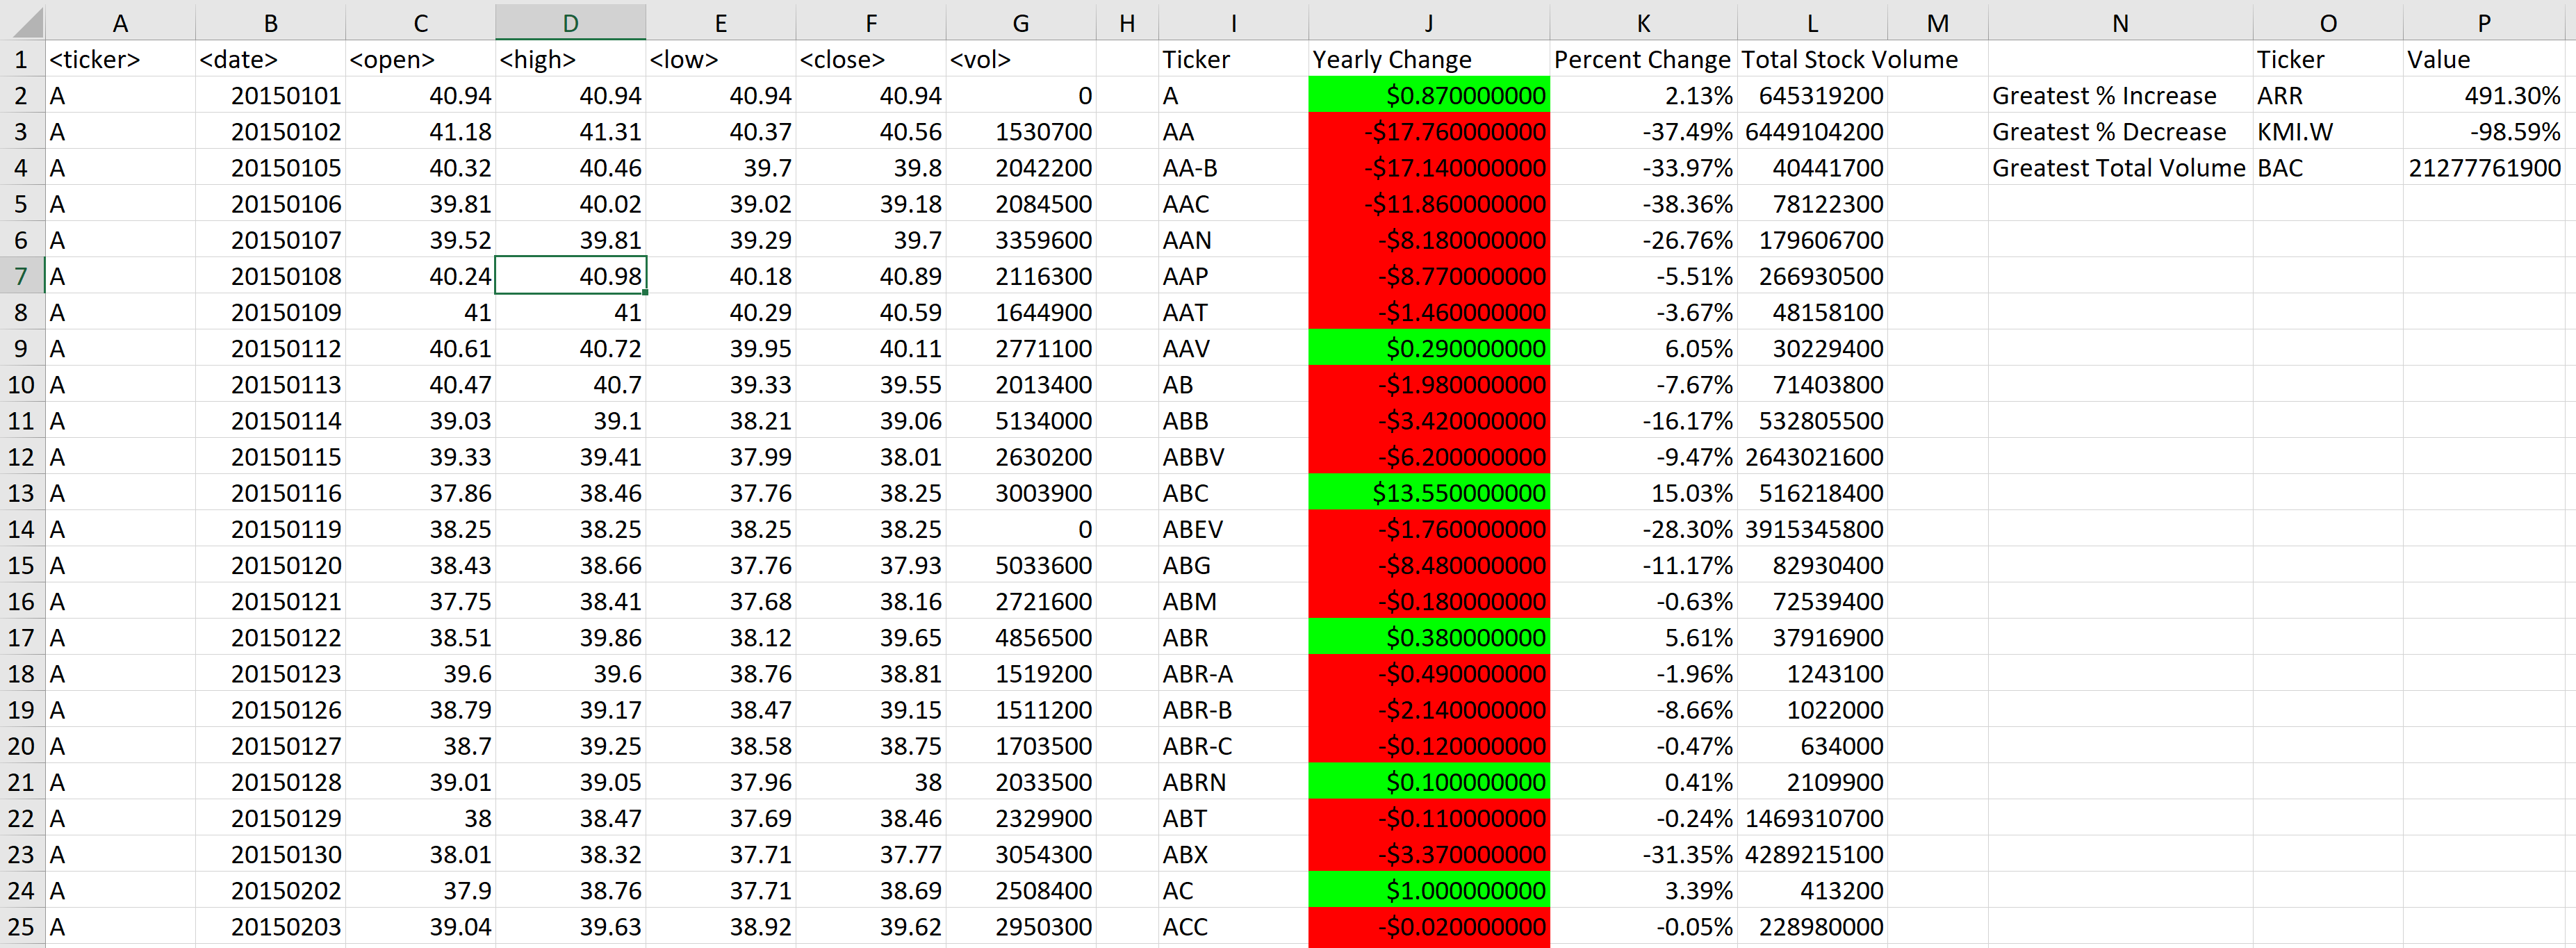 A B C D E F G H I J K L M N O P
1 <ticker> <date> <open> <high> <low> <close> <vol> Ticker Yearly Change Percent Change Total Stock Volume Ticker Value
2 A 20150101 40.94 40.94 40.94 40.94 0 A $0.870000000 2.13% 645319200 Greatest % Increase ARR 491.30%
3 A 20150102 41.18 41.31 40.37 40.56 1530700 AA -$17.760000000 -37.49% 6449104200 Greatest % Decrease KMI.W -98.59%
4 A 20150105 40.32 40.46 39.7 39.8 2042200 AA-B -$17.140000000 -33.97% 40441700 Greatest Total Volume BAC 21277761900
5 A 20150106 39.81 40.02 39.02 39.18 2084500 AAC -$11.860000000 -38.36% 78122300
6 A 20150107 39.52 39.81 39.29 39.7 3359600 AAN -$8.180000000 -26.76% 179606700
7 A 20150108 40.24 40.98 40.18 40.89 2116300 AAP -$8.770000000 -5.51% 266930500
8 A 20150109 41 41 40.29 40.59 1644900 AAT -$1.460000000 -3.67% 48158100
9 A 20150112 40.61 40.72 39.95 40.11 2771100 AAV $0.290000000 6.05% 30229400
10 A 20150113 40.47 40.7 39.33 39.55 2013400 AB -$1.980000000 -7.67% 71403800
11 A 20150114 39.03 39.1 38.21 39.06 5134000 ABB -$3.420000000 -16.17% 532805500
12 A 20150115 39.33 39.41 37.99 38.01 2630200 ABBV -$6.200000000 -9.47% 2643021600
13 A 20150116 37.86 38.46 37.76 38.25 3003900 ABC $13.550000000 15.03% 516218400
14 A 20150119 38.25 38.25 38.25 38.25 0 ABEV -$1.760000000 -28.30% 3915345800
15 A 20150120 38.43 38.66 37.76 37.93 5033600 ABG -$8.480000000 -11.17% 82930400
16 A 20150121 37.75 38.41 37.68 38.16 2721600 ABM -$0.180000000 -0.63% 72539400
17 A 20150122 38.51 39.86 38.12 39.65 4856500 ABR $0.380000000 5.61% 37916900
18 A 20150123 39.6 39.6 38.76 38.81 1519200 ABR-A -$0.490000000 -1.96% 1243100
19 A 20150126 38.79 39.17 38.47 39.15 1511200 ABR-B -$2.140000000 -8.66% 1022000
20 A 20150127 38.7 39.25 38.58 38.75 1703500 ABR-C -$0.120000000 -0.47% 634000
21 A 20150128 39.01 39.05 37.96 38 2033500 ABRN $0.100000000 0.41% 2109900
22 A 20150129 38 38.47 37.69 38.46 2329900 ABT -$0.110000000 -0.24% 1469310700
23 A 20150130 38.01 38.32 37.71 37.77 3054300 ABX -$3.370000000 -31.35% 4289215100
24 A 20150202 37.9 38.76 37.71 38.69 2508400 AC $1.000000000 3.39% 413200
25 A 20150203 39.04 39.63 38.92 39.62 2950300 ACC -$0.020000000 -0.05% 228980000